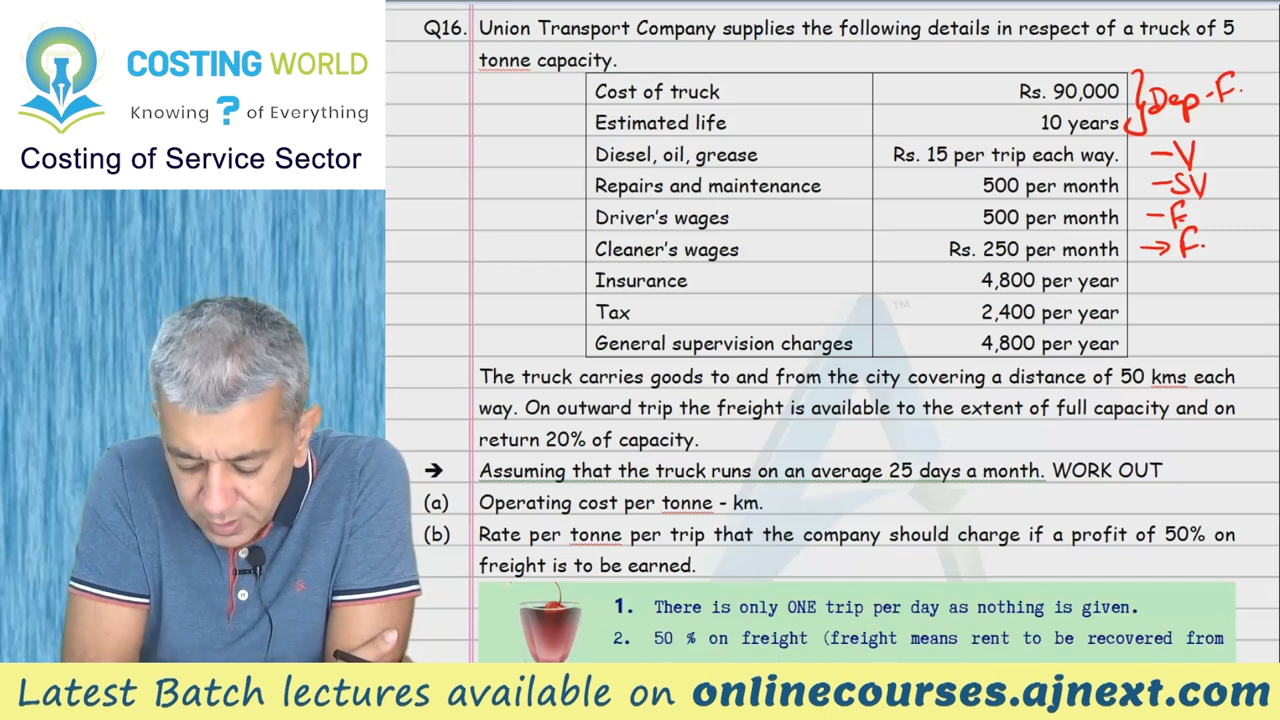 COSTING WORLD
Knowing ? of Everything
Costing of Service Sector
Q16. Union Transport Company supplies the following details in respect of a truck of 5
tonne capacity.
Cost of truck Rs. 90,000
Estimated life 10 years
} Dep - F.
Diesel, oil, grease Rs. 15 per trip each way. - V
Repairs and maintenance 500 per month - SV
Driver's wages 500 per month - F
Cleaner's wages Rs. 250 per month → F.
Insurance 4,800 per year
Tax 2,400 per year
General supervision charges 4,800 per year
TM
The truck carries goods to and from the city covering a distance of 50 kms each
way. On outward trip the freight is available to the extent of full capacity and on
return 20% of capacity.
→ Assuming that the truck runs on an average 25 days a month. WORK OUT
(a) Operating cost per tonne - km.
(b) Rate per tonne per trip that the company should charge if a profit of 50% on
freight is to be earned.
1. There is only ONE trip per day as nothing is given.
2. 50 % on freight (freight means rent to be recovered from
Latest Batch lectures available on onlinecourses.ajnext.com